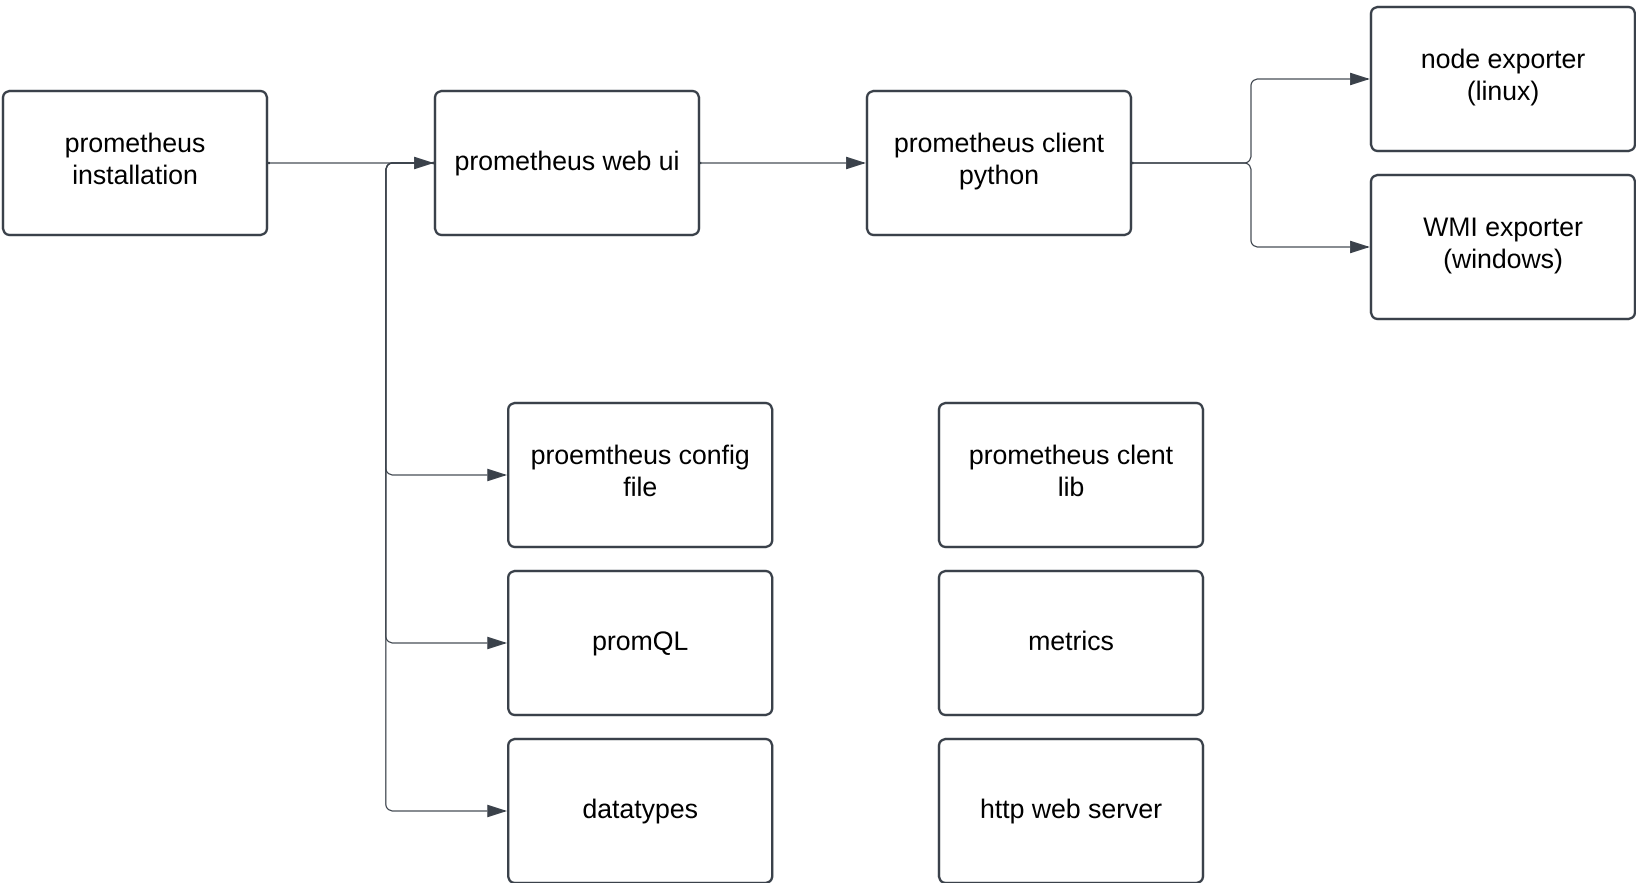 prometheus
installation
prometheus web ui
prometheus client
python
node exporter
(linux)
WMI exporter
(windows)
proemtheus config
file
prometheus clent
lib
promQL
metrics
datatypes
http web server